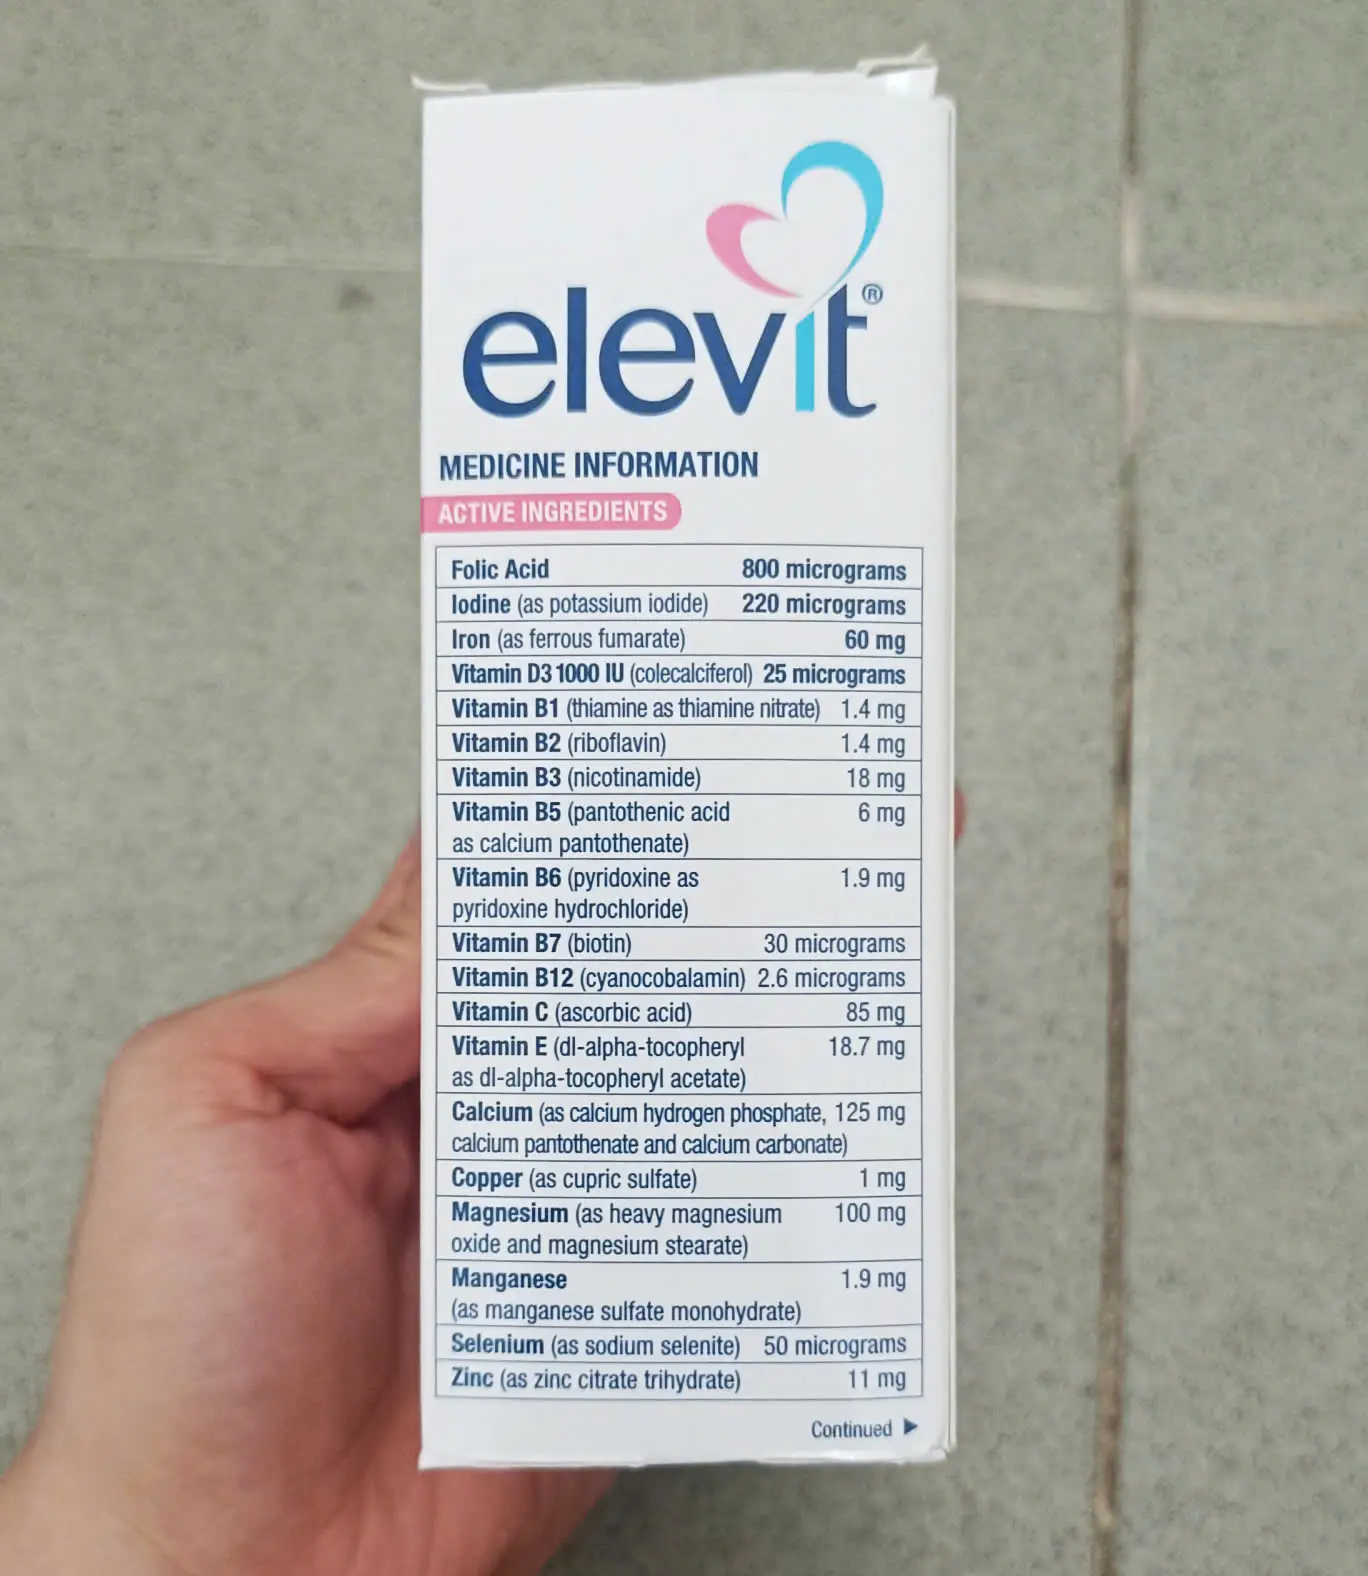 elevit®
MEDICINE INFORMATION
ACTIVE INGREDIENTS
Folic Acid 800 micrograms
Iodine (as potassium iodide) 220 micrograms
Iron (as ferrous fumarate) 60 mg
Vitamin D3 1000 IU (colecalciferol) 25 micrograms
Vitamin B1 (thiamine as thiamine nitrate) 1.4 mg
Vitamin B2 (riboflavin) 1.4 mg
Vitamin B3 (nicotinamide) 18 mg
Vitamin B5 (pantothenic acid 6 mg
as calcium pantothenate)
Vitamin B6 (pyridoxine as 1.9 mg
pyridoxine hydrochloride)
Vitamin B7 (biotin) 30 micrograms
Vitamin B12 (cyanocobalamin) 2.6 micrograms
Vitamin C (ascorbic acid) 85 mg
Vitamin E (dl-alpha-tocopheryl 18.7 mg
as dl-alpha-tocopheryl acetate)
Calcium (as calcium hydrogen phosphate, 125 mg
calcium pantothenate and calcium carbonate)
Copper (as cupric sulfate) 1 mg
Magnesium (as heavy magnesium 100 mg
oxide and magnesium stearate)
Manganese 1.9 mg
(as manganese sulfate monohydrate)
Selenium (as sodium selenite) 50 micrograms
Zinc (as zinc citrate trihydrate) 11 mg
Continued ▶